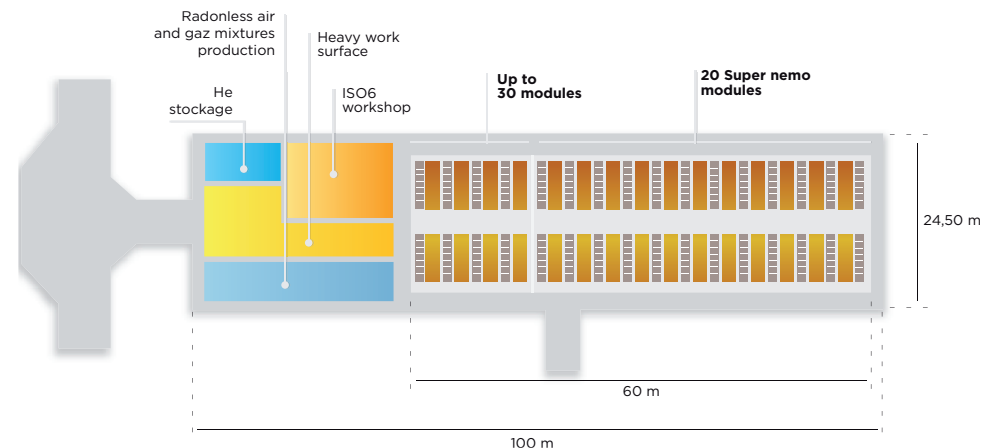 Radonless air
and gaz mixtures
production
Heavy work
surface
He
stockage
ISO6
workshop
Up to
30 modules
20 Super nemo
modules
24,50 m
60 m
100 m